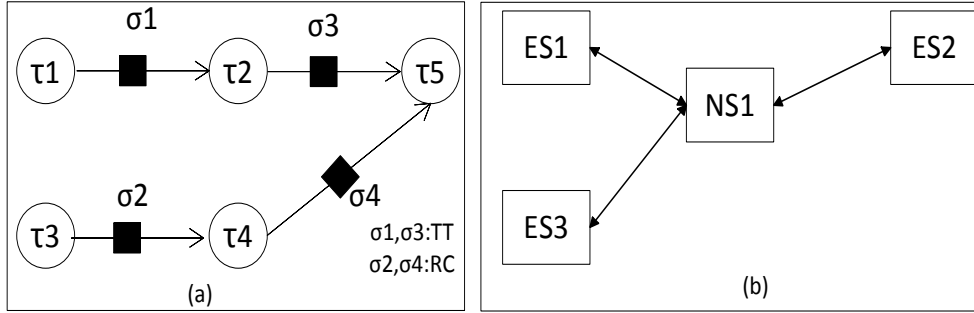 σ1
σ3
τ1
τ2
τ5
σ2
σ4
τ3
τ4
σ1,σ3:TT
σ2,σ4:RC
(a)
ES1
ES2
NS1
ES3
(b)